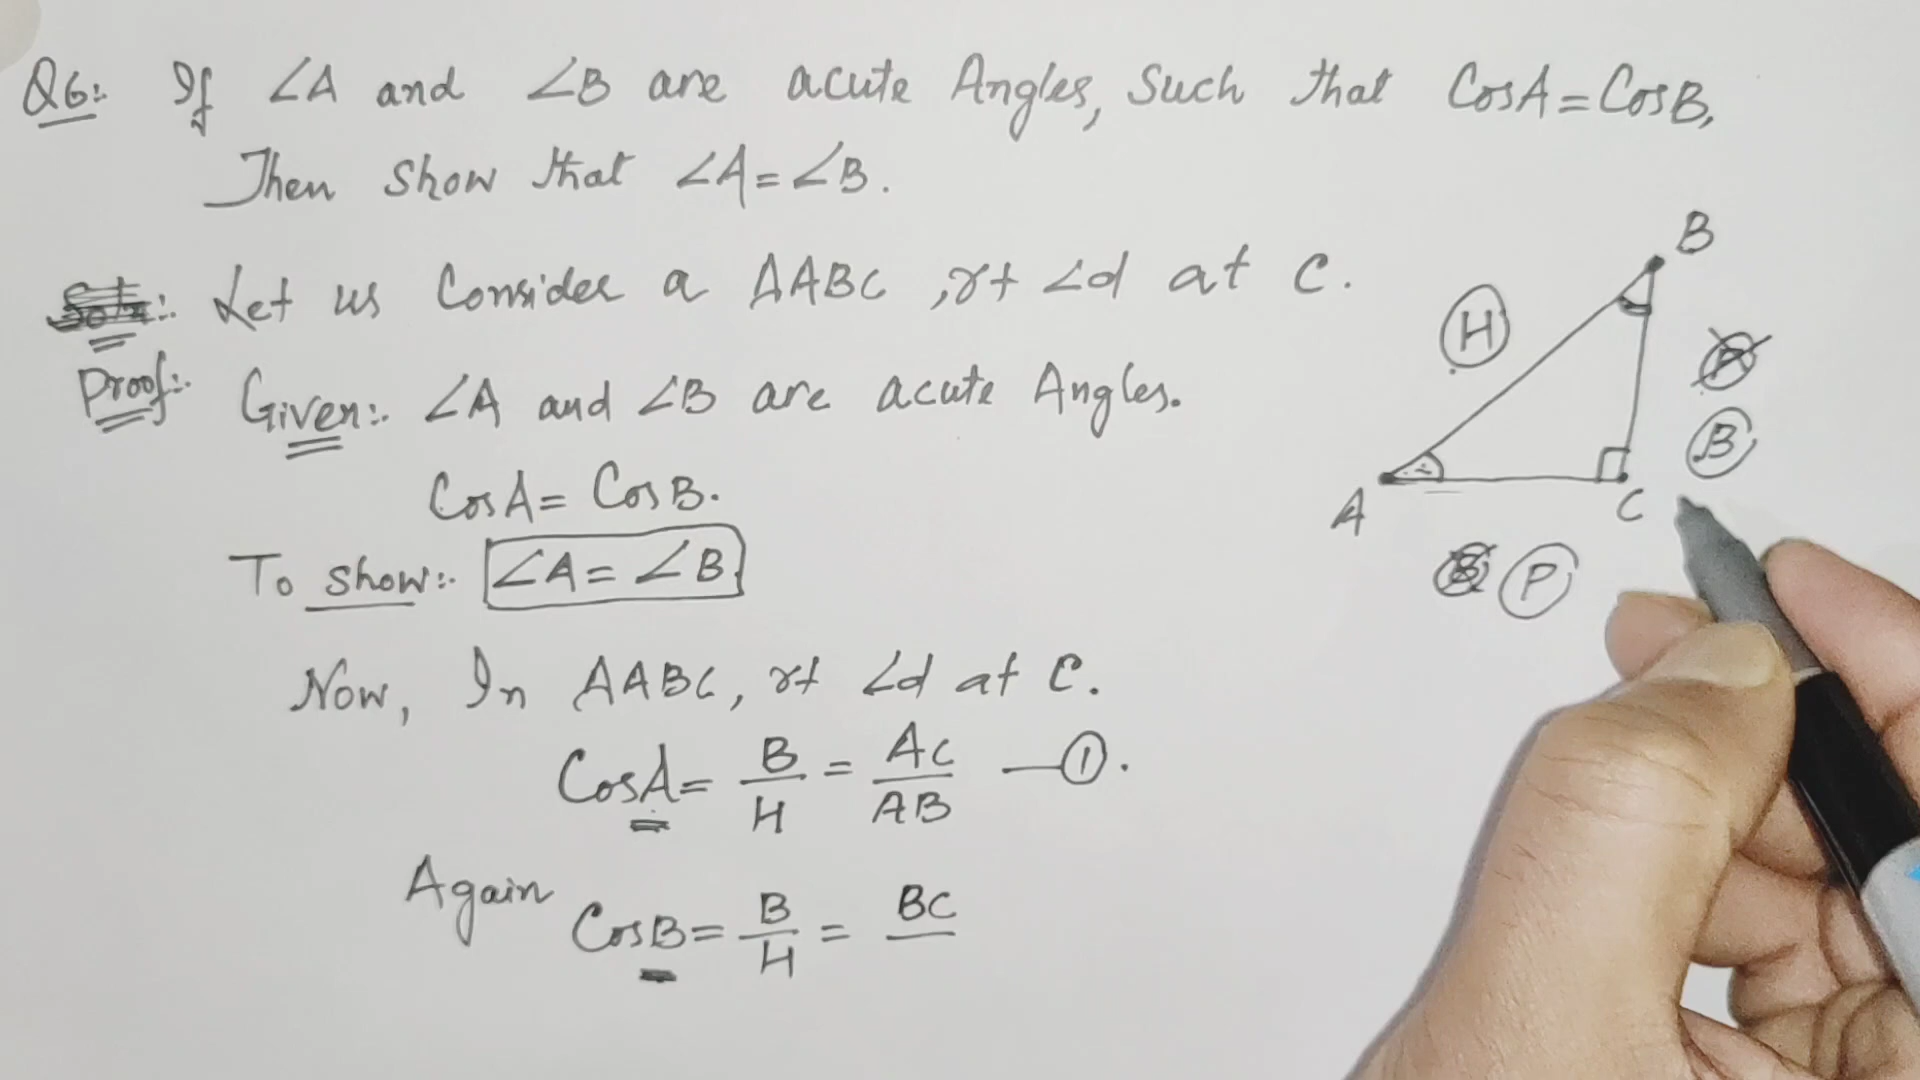 Q6:. If ∠A and ∠B are acute Angles, Such that CosA = CosB,
Then show that ∠A = ∠B.
Let us Consider a ΔABC, rt ∠d at C.
Proof:. Given:. ∠A and ∠B are acute Angles.
CosA = CosB.
To show:. ∠A = ∠B.
Now, In ΔABC, rt ∠d at C.
CosA = B/H = AC/AB —①.
Again CosB = B/H = BC/
B
H
B
A
C
P